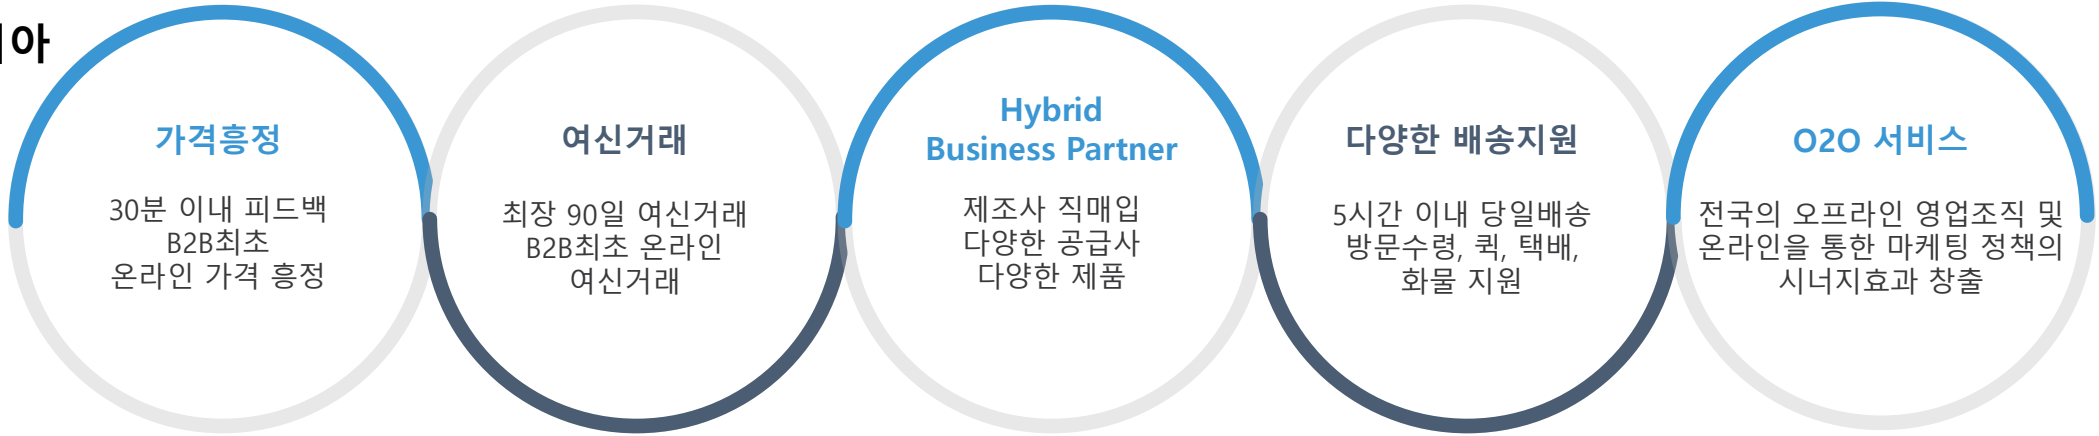 아
가격흥정
30분 이내 피드백
B2B최초
온라인 가격 흥정
여신거래
최장 90일 여신거래
B2B최초 온라인
여신거래
Hybrid
Business Partner
제조사 직매입
다양한 공급사
다양한 제품
다양한 배송지원
5시간 이내 당일배송
방문수령, 퀵, 택배,
화물 지원
O2O 서비스
전국의 오프라인 영업조직 및
온라인을 통한 마케팅 정책의
시너지효과 창출